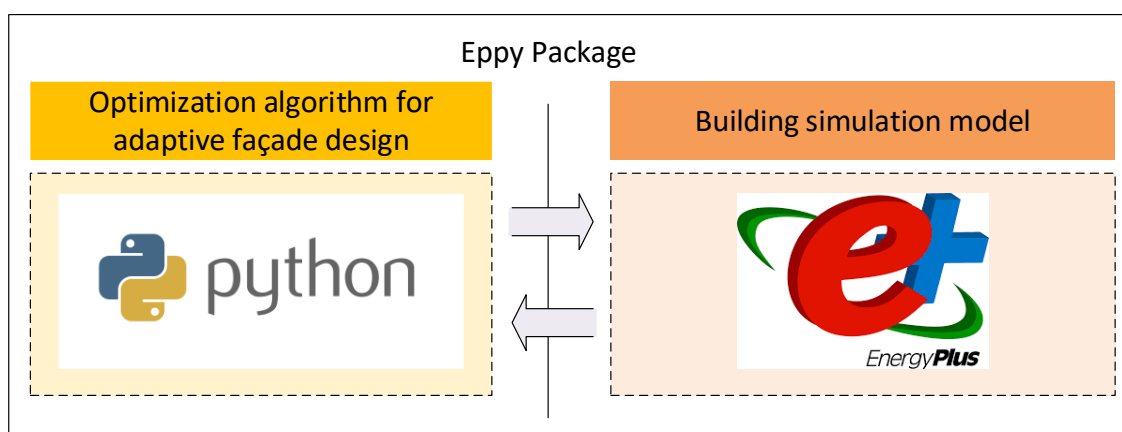 Eppy Package
Optimization algorithm for
adaptive façade design
Building simulation model
python
e+
EnergyPlus